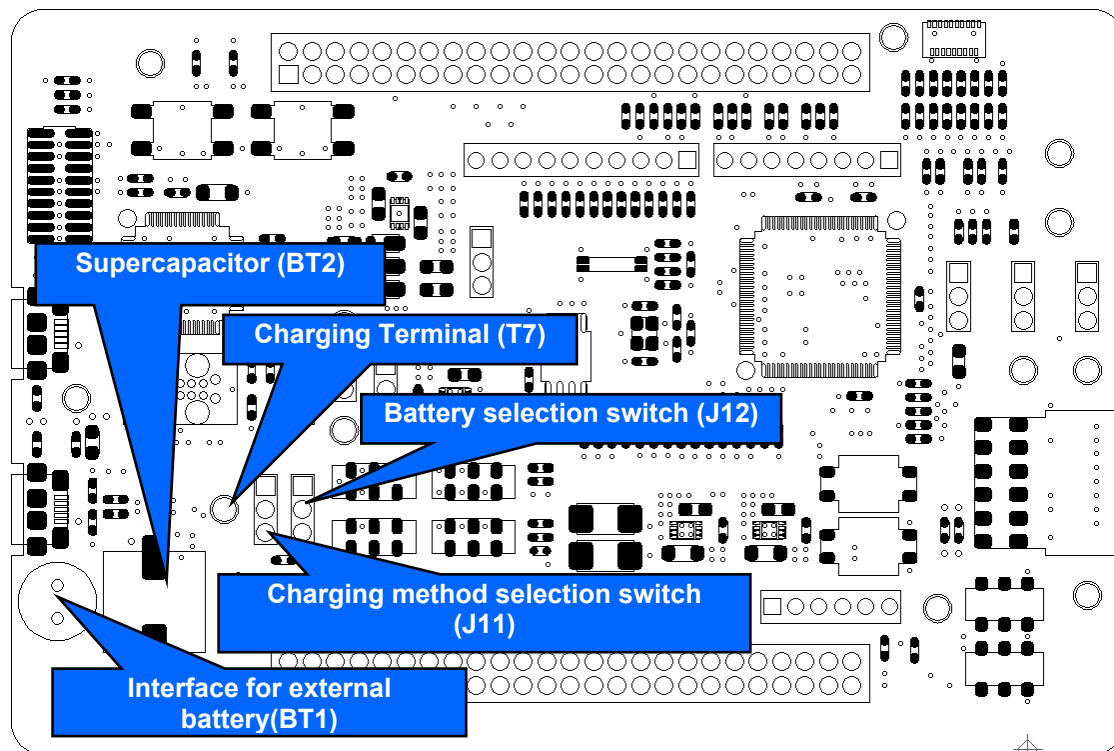 Supercapacitor (BT2)
Charging Terminal (T7)
Battery selection switch (J12)
Charging method selection switch
(J11)
Interface for external
battery(BT1)